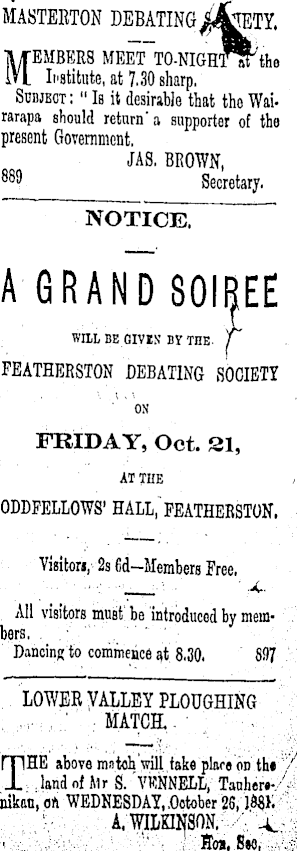 MASTERTON DEBATING SOCIETY.
MEMBERS MEET TO-NIGHT at the
Institute, at 7.30 sharp.
SUBJECT: "Is it desirable that the Wai-
rarapa should return a supporter of the
present Government.
JAS. BROWN,
889 Secretary.
NOTICE.
A GRAND SOIREE
WILL BE GIVEN BY THE
FEATHERSTON DEBATING SOCIETY
ON
FRIDAY, Oct. 21,
AT THE
ODDFELLOWS' HALL, FEATHERSTON.
Visitors, 2s 6d—Members Free.
All visitors must be introduced by mem-
bers.
Dancing to commence at 8.30. 897
LOWER VALLEY PLOUGHING
MATCH.
THE above match will take place on the
land of Mr S. VENNELL, Tauhere-
nikau, on WEDNESDAY, October 26, 1881.
A. WILKINSON,
Hon. Sec.